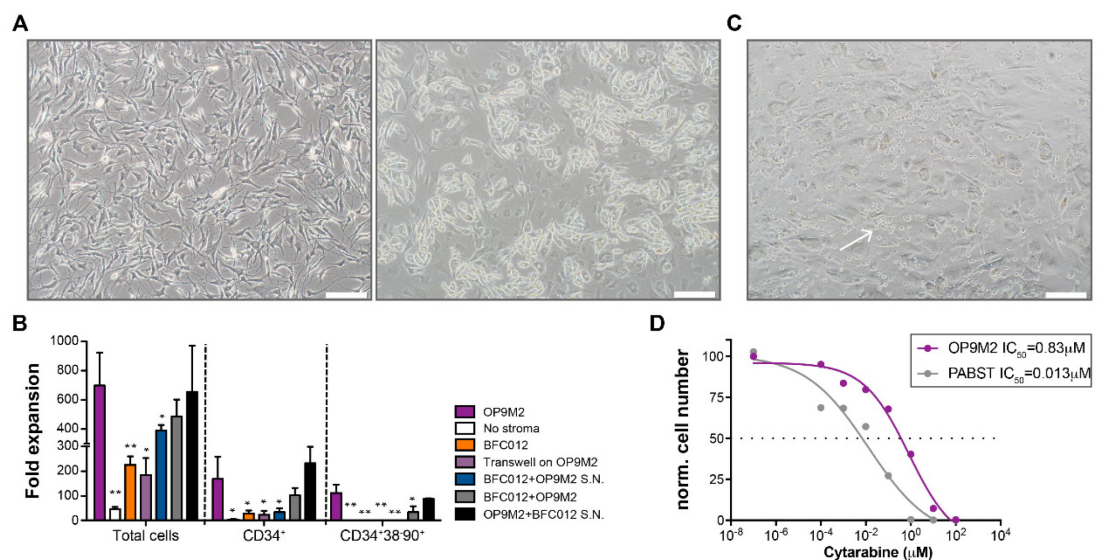 A
C
B
Fold expansion
1000
800
600
400
300
200
100
0
**
**
*
*
*
*
*
*
**
**
**
**
*
Total cells
CD34⁺
CD34⁺38⁻90⁺
OP9M2
No stroma
BFC012
Transwell on OP9M2
BFC012+OP9M2 S.N.
BFC012+OP9M2
OP9M2+BFC012 S.N.
D
norm. cell number
100
75
50
25
0
10⁻⁸
10⁻⁶
10⁻⁴
10⁻²
10⁰
10²
10⁴
Cytarabine (μM)
OP9M2 IC₅₀=0.83μM
PABST IC₅₀=0.013μM